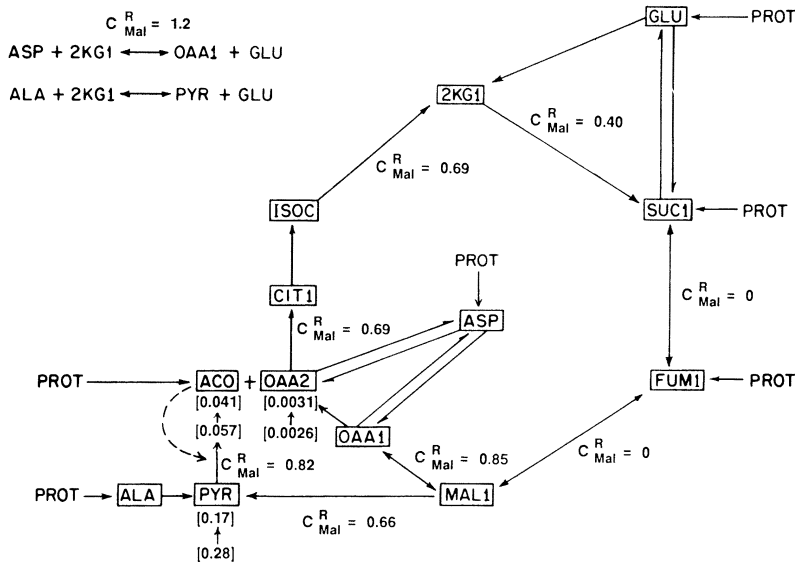 C R Mal = 1.2
ASP + 2KG1 ⟷ OAA1 + GLU
ALA + 2KG1 ⟷ PYR + GLU
GLU
PROT
2KG1
C R Mal = 0.40
C R Mal = 0.69
ISOC
SUC1
PROT
PROT
CIT1
C R Mal = 0
C R Mal = 0.69
ASP
PROT
ACO + OAA2
FUM1
PROT
[0.041]
[0.0031]
[0.057]
[0.0026]
OAA1
C R Mal = 0.82
C R Mal = 0.85
C R Mal = 0
PROT
ALA
PYR
MAL1
[0.17]
C R Mal = 0.66
[0.28]